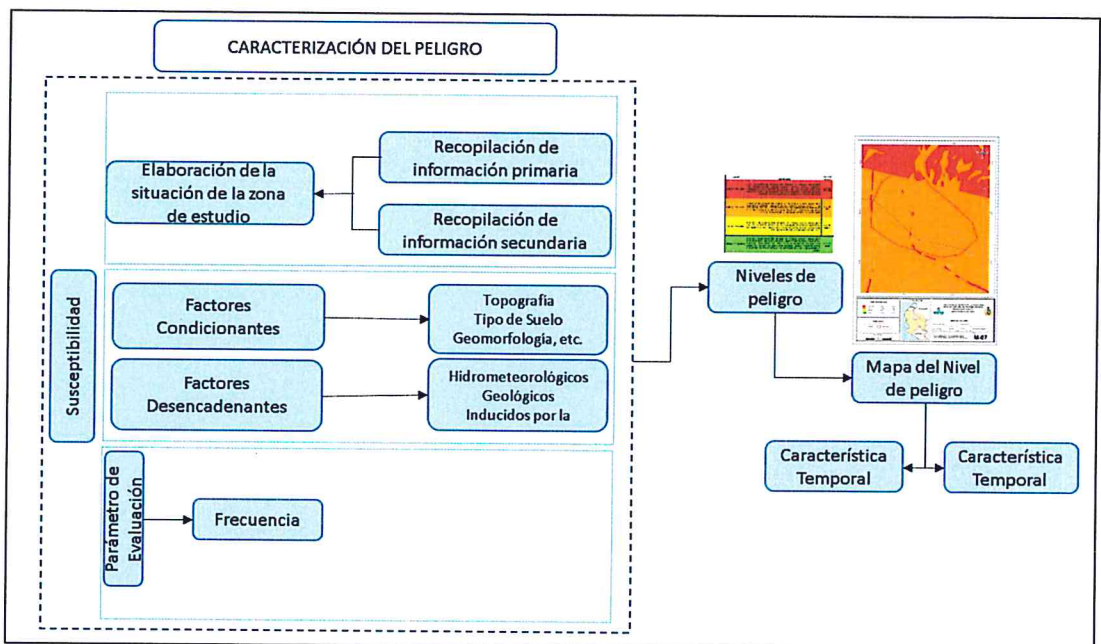 CARACTERIZACIÓN DEL PELIGRO
Elaboración de la
situación de la zona
de estudio
Recopilación de
información primaria
Recopilación de
información secundaria
Susceptibilidad
Factores
Condicionantes
Topografía
Tipo de Suelo
Geomorfología, etc.
Factores
Desencadenantes
Hidrometeorológicos
Geológicos
Inducidos por la
Parámetro de
Evaluación
Frecuencia
Niveles de
peligro
Mapa del Nivel
de peligro
Característica
Temporal
Característica
Temporal